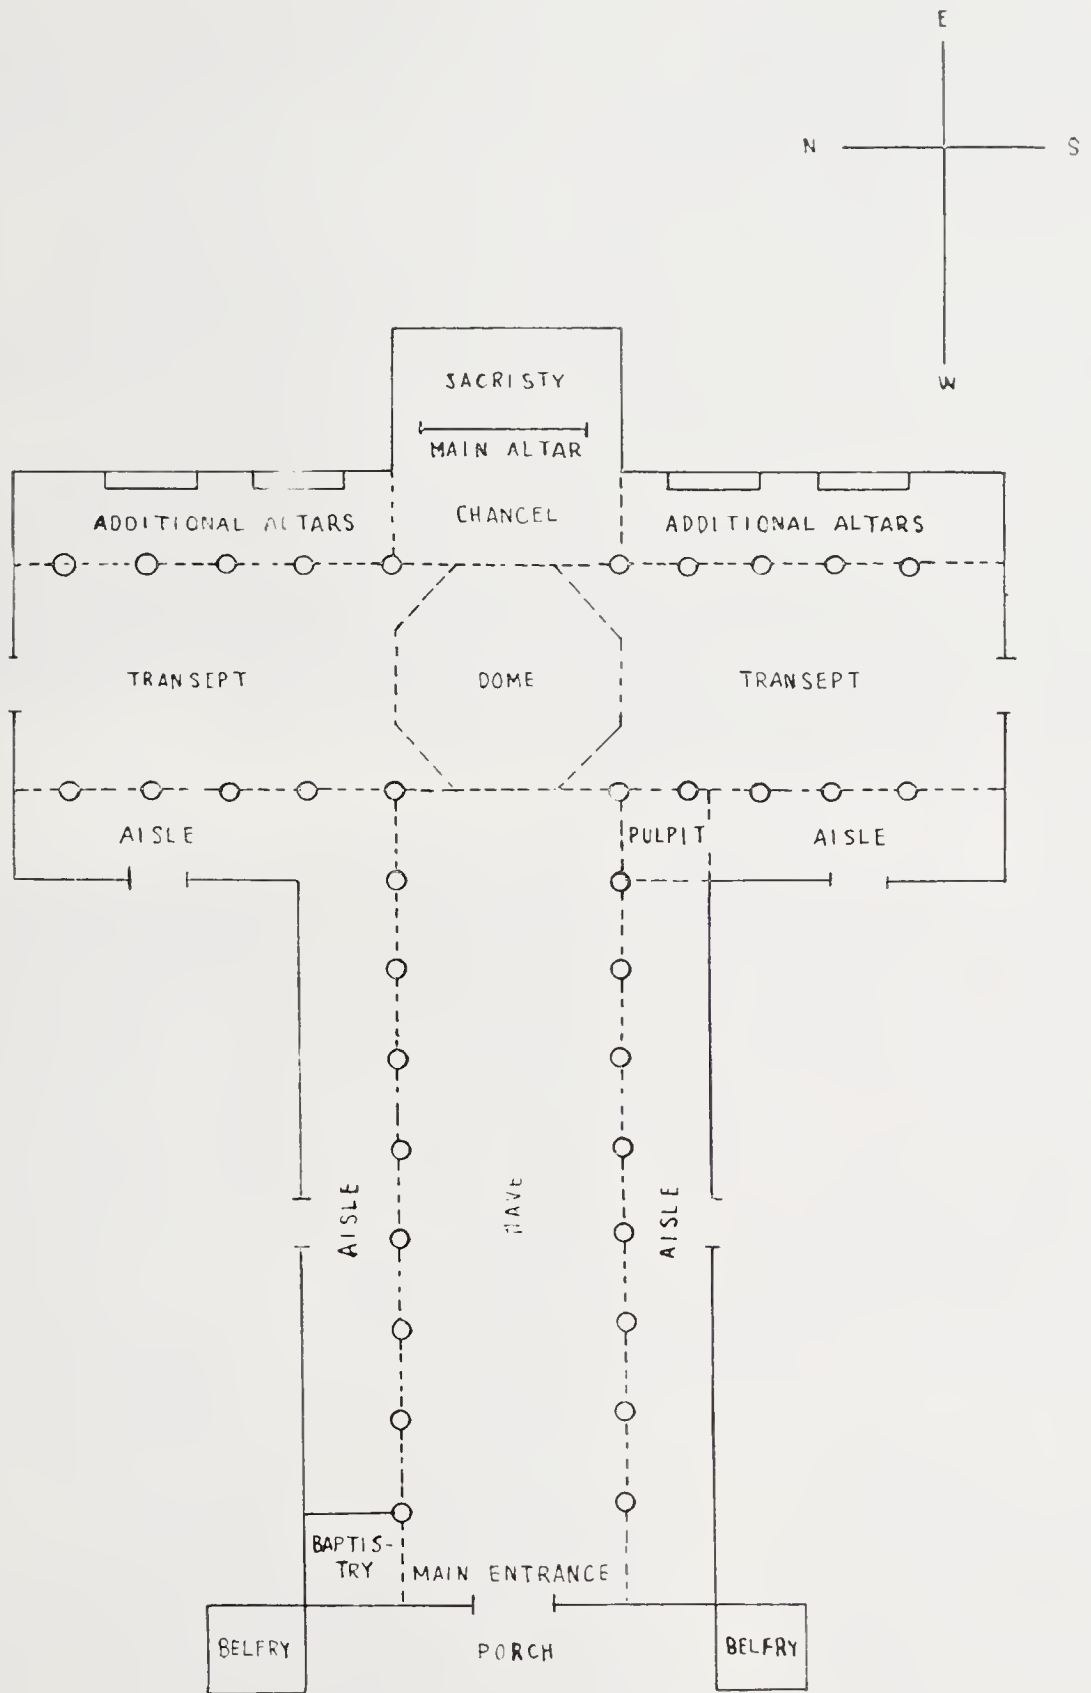 E
N
S
W
SACRISTY
MAIN ALTAR
CHANCEL
ADDITIONAL ALTARS
ADDITIONAL ALTARS
TRANSEPT
DOME
TRANSEPT
AISLE
PULPIT
AISLE
AISLE
NAVE
AISLE
BAPTIS-
TRY
MAIN ENTRANCE
BELFRY
PORCH
BELFRY